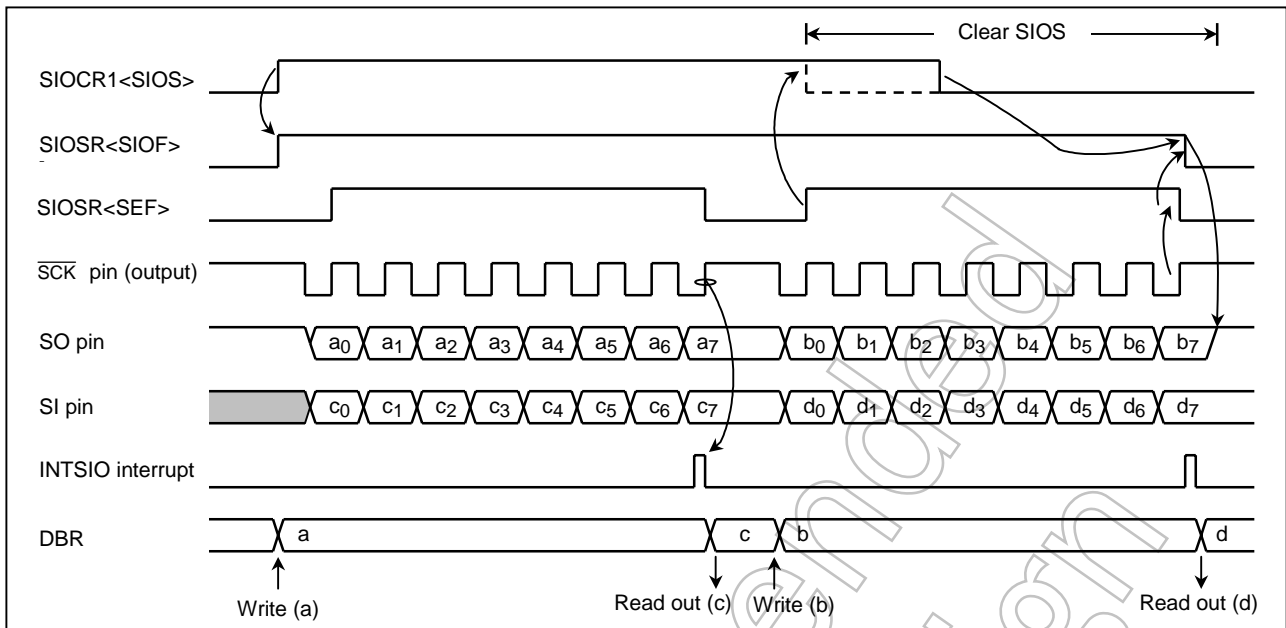 Clear SIOS
SIOCR1<SIOS>
SIOSR<SIOF>
SIOSR<SEF>
SCK pin (output)
SO pin a0 a1 a2 a3 a4 a5 a6 a7 b0 b1 b2 b3 b4 b5 b6 b7
SI pin c0 c1 c2 c3 c4 c5 c6 c7 d0 d1 d2 d3 d4 d5 d6 d7
INTSIO interrupt
DBR a c b d
Write (a) Read out (c) Write (b) Read out (d)